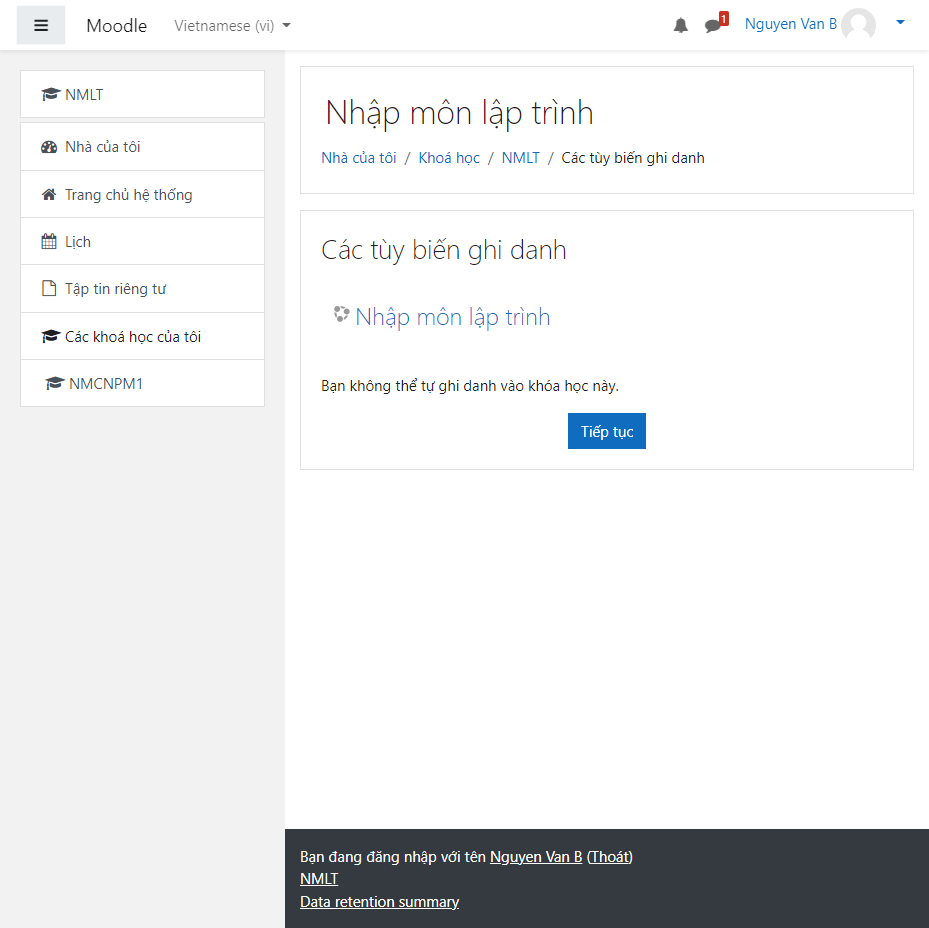 Moodle Vietnamese (vi) 1 Nguyen Van B
NMLT
Nhà của tôi
Trang chủ hệ thống
Lịch
Tập tin riêng tư
Các khoá học của tôi
NMCNPM1
Nhập môn lập trình
Nhà của tôi / Khoá học / NMLT / Các tùy biến ghi danh
Các tùy biến ghi danh
Nhập môn lập trình
Bạn không thể tự ghi danh vào khóa học này.
Tiếp tục
Bạn đang đăng nhập với tên Nguyen Van B (Thoát)
NMLT
Data retention summary